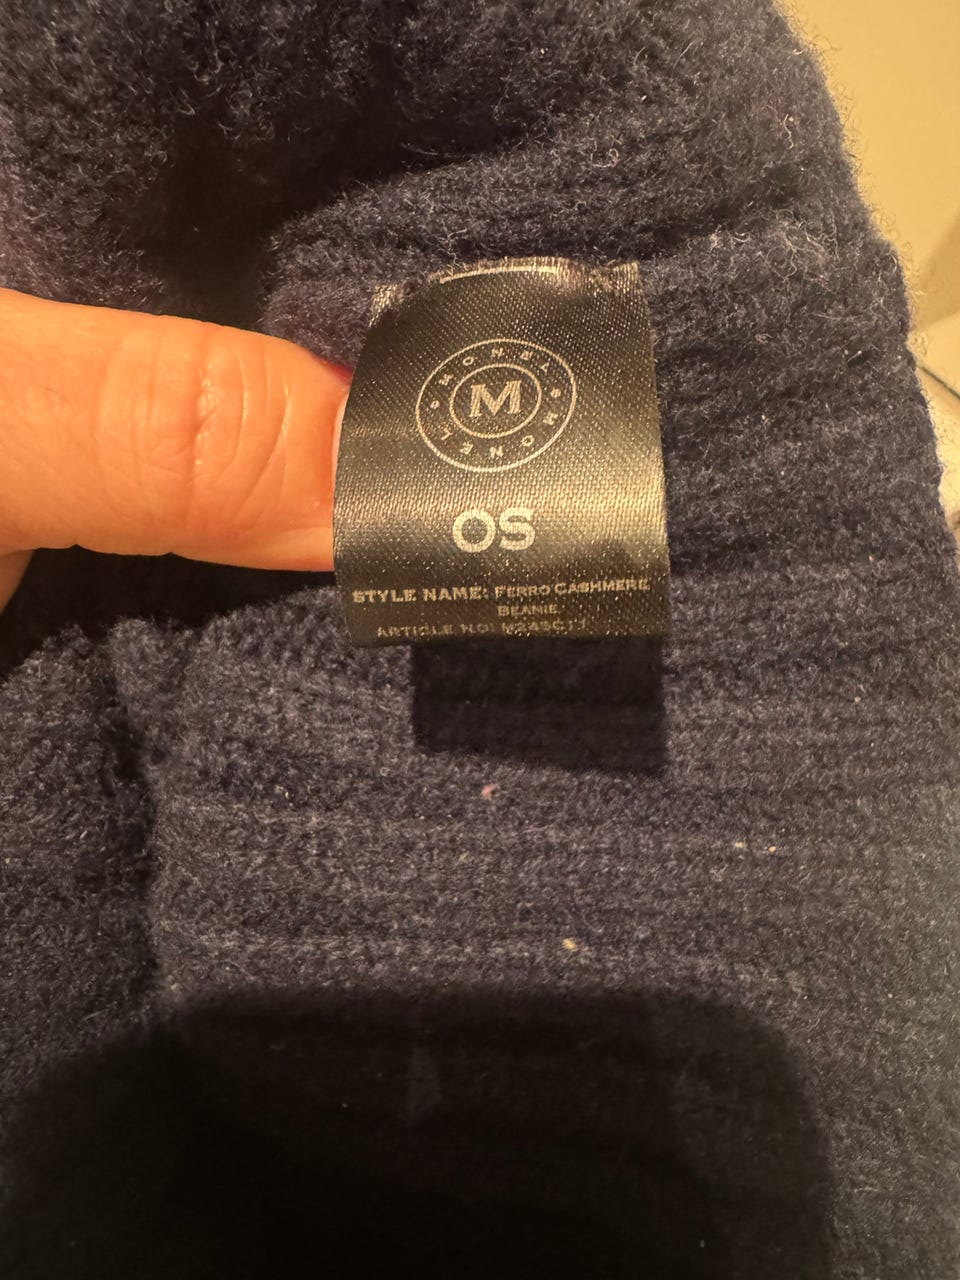 M
OS
STYLE NAME: FERRO CASHMERE
BEANIE
ARTICLE NO: